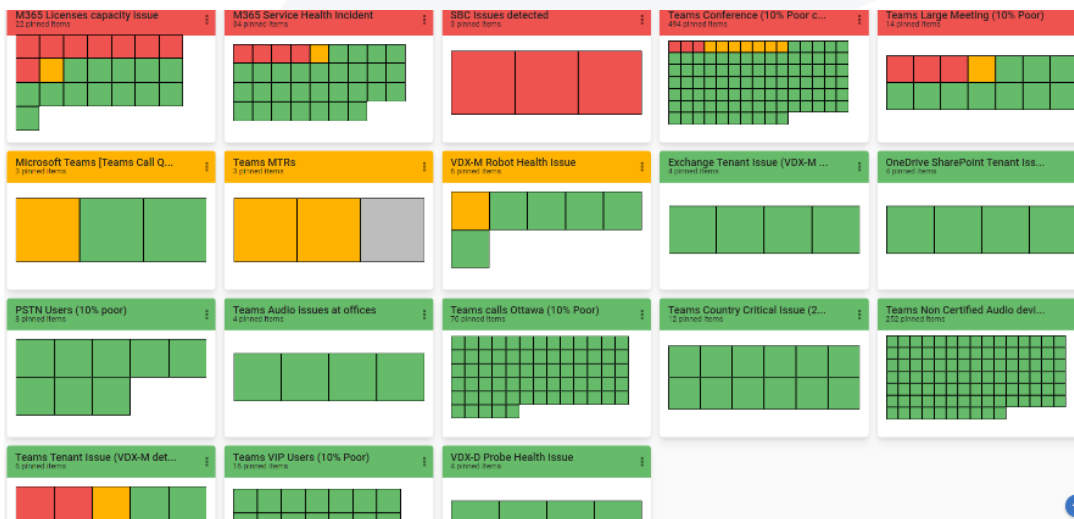 M365 Licenses capacity Issue
22 pinned items
M365 Service Health Incident
34 pinned items
SBC Issues detected
3 pinned items
Teams Conference (10% Poor c...
494 pinned items
Teams Large Meeting (10% Poor)
14 pinned items
Microsoft Teams |Teams Call Q...
3 pinned items
Teams MTRs
3 pinned items
VDX-M Robot Health Issue
6 pinned items
Exchange Tenant Issue (VDX-M ...
4 pinned items
OneDrive SharePoint Tenant Iss...
4 pinned items
PSTN Users (10% poor)
8 pinned items
Teams Audio Issues at offices
4 pinned items
Teams calls Ottawa (10% Poor)
70 pinned items
Teams Country Critical Issue (2...
12 pinned items
Teams Non Certified Audio devi...
252 pinned items
Teams Tenant Issue (VDX-M det...
6 pinned items
Teams VIP Users (10% Poor)
16 pinned items
VDX-D Probe Health Issue
4 pinned items